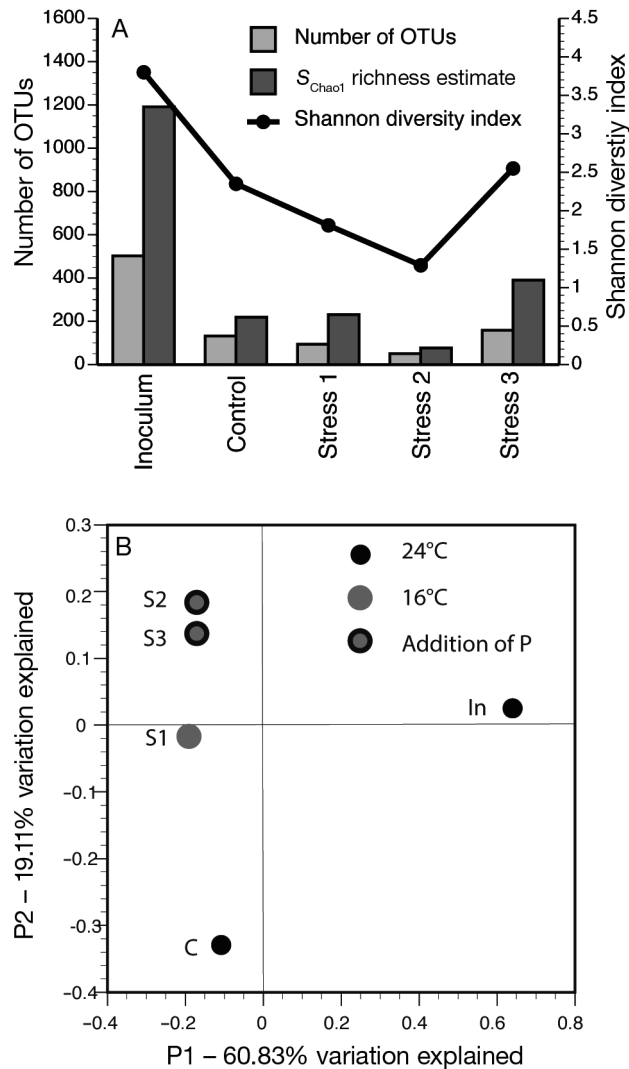 A
Number of OTUs
SChao1 richness estimate
Shannon diversity index
Number of OTUs
1600
1400
1200
1000
800
600
400
200
0
4.5
4
3.5
3
2.5
2
1.5
1
0.5
0
Shannon diverstiy index
Inoculum
Control
Stress 1
Stress 2
Stress 3
B
24°C
16°C
Addition of P
S2
S3
S1
In
C
P2 – 19.11% variation explained
0.3
0.2
0.1
0
–0.1
–0.2
–0.3
–0.4
–0.4
–0.2
0
0.2
0.4
0.6
0.8
P1 – 60.83% variation explained